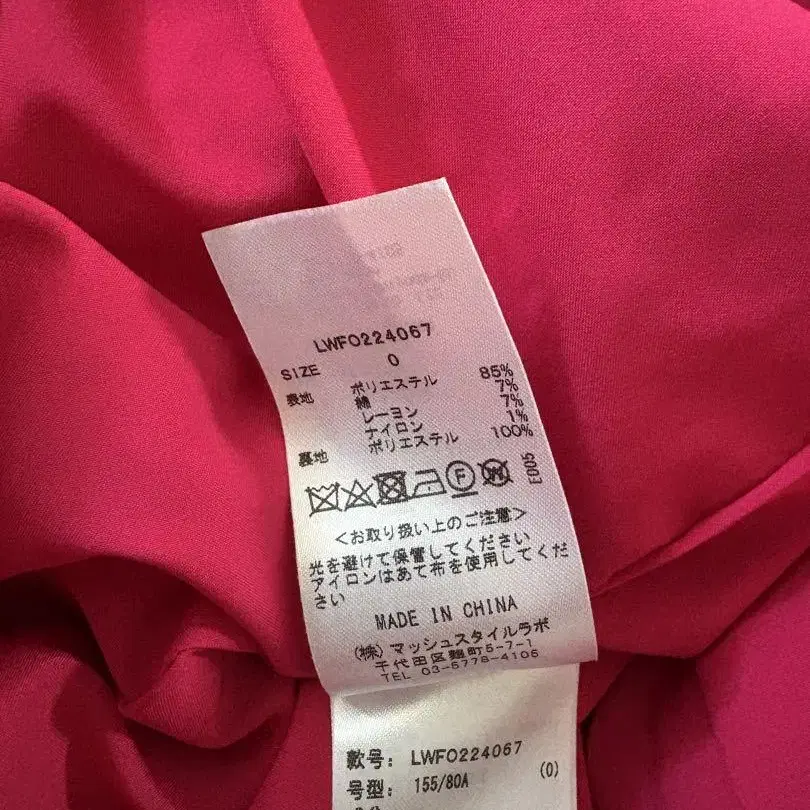 LWFO224067
SIZE 0
表地 ポリエステル 85%
綿 7%
レーヨン 7%
ナイロン 1%
裏地 ポリエステル 100%
F W E005
<お取り扱い上のご注意>
光を避けて保管してください
アイロンはあて布を使用してくだ
さい
MADE IN CHINA
(株)マッシュスタイルラボ
千代田区麹町5-7-1
TEL 03-5778-4106
款号: LWFO224067
号型: 155/80A (0)